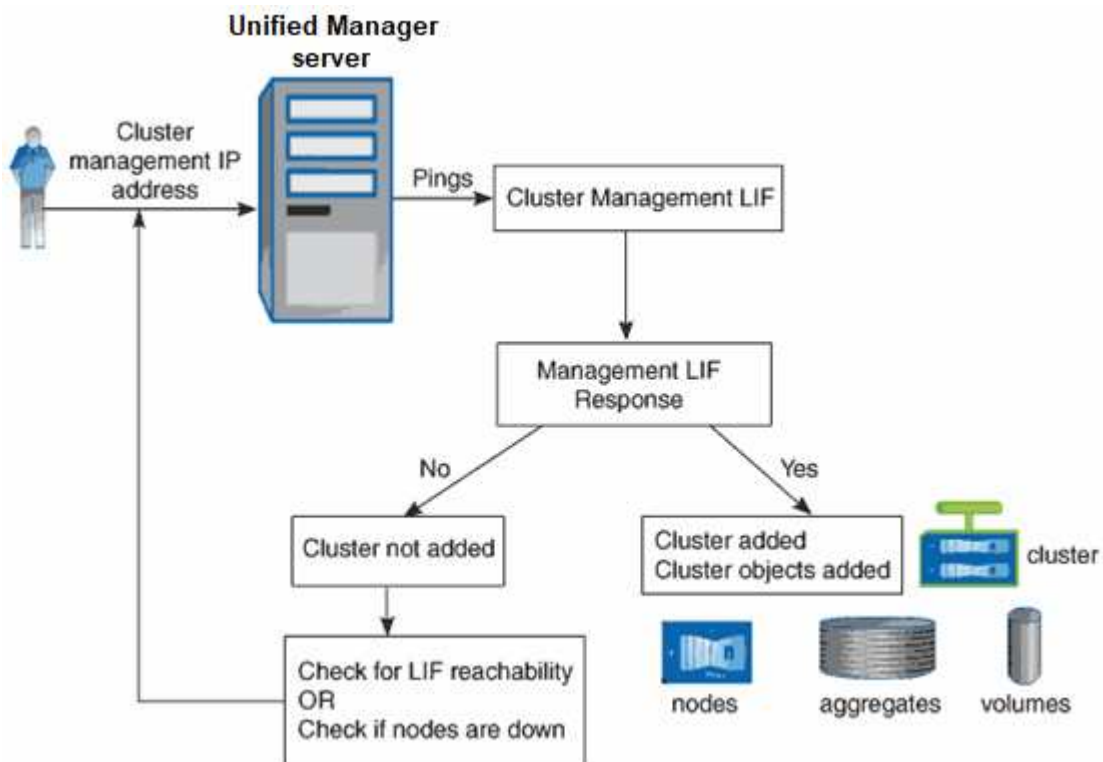 Unified Manager
server
Cluster
management IP
address
Pings
Cluster Management LIF
Management LIF
Response
No
Yes
Cluster not added
Cluster added
Cluster objects added
cluster
Check for LIF reachability
OR
Check if nodes are down
nodes
aggregates
volumes